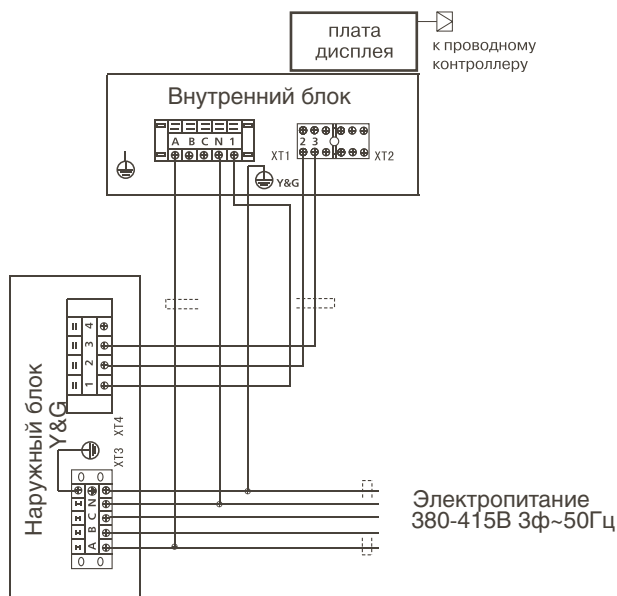 плата
дисплея
к проводному
контроллеру
Внутренний блок
A B C N 1
2 3
XT1
XT2
Y&G
Наружный блок
Y&G
4
3
2
1
XT4
XT3
N
C
B
A
Электропитание
380-415В 3ф~50Гц